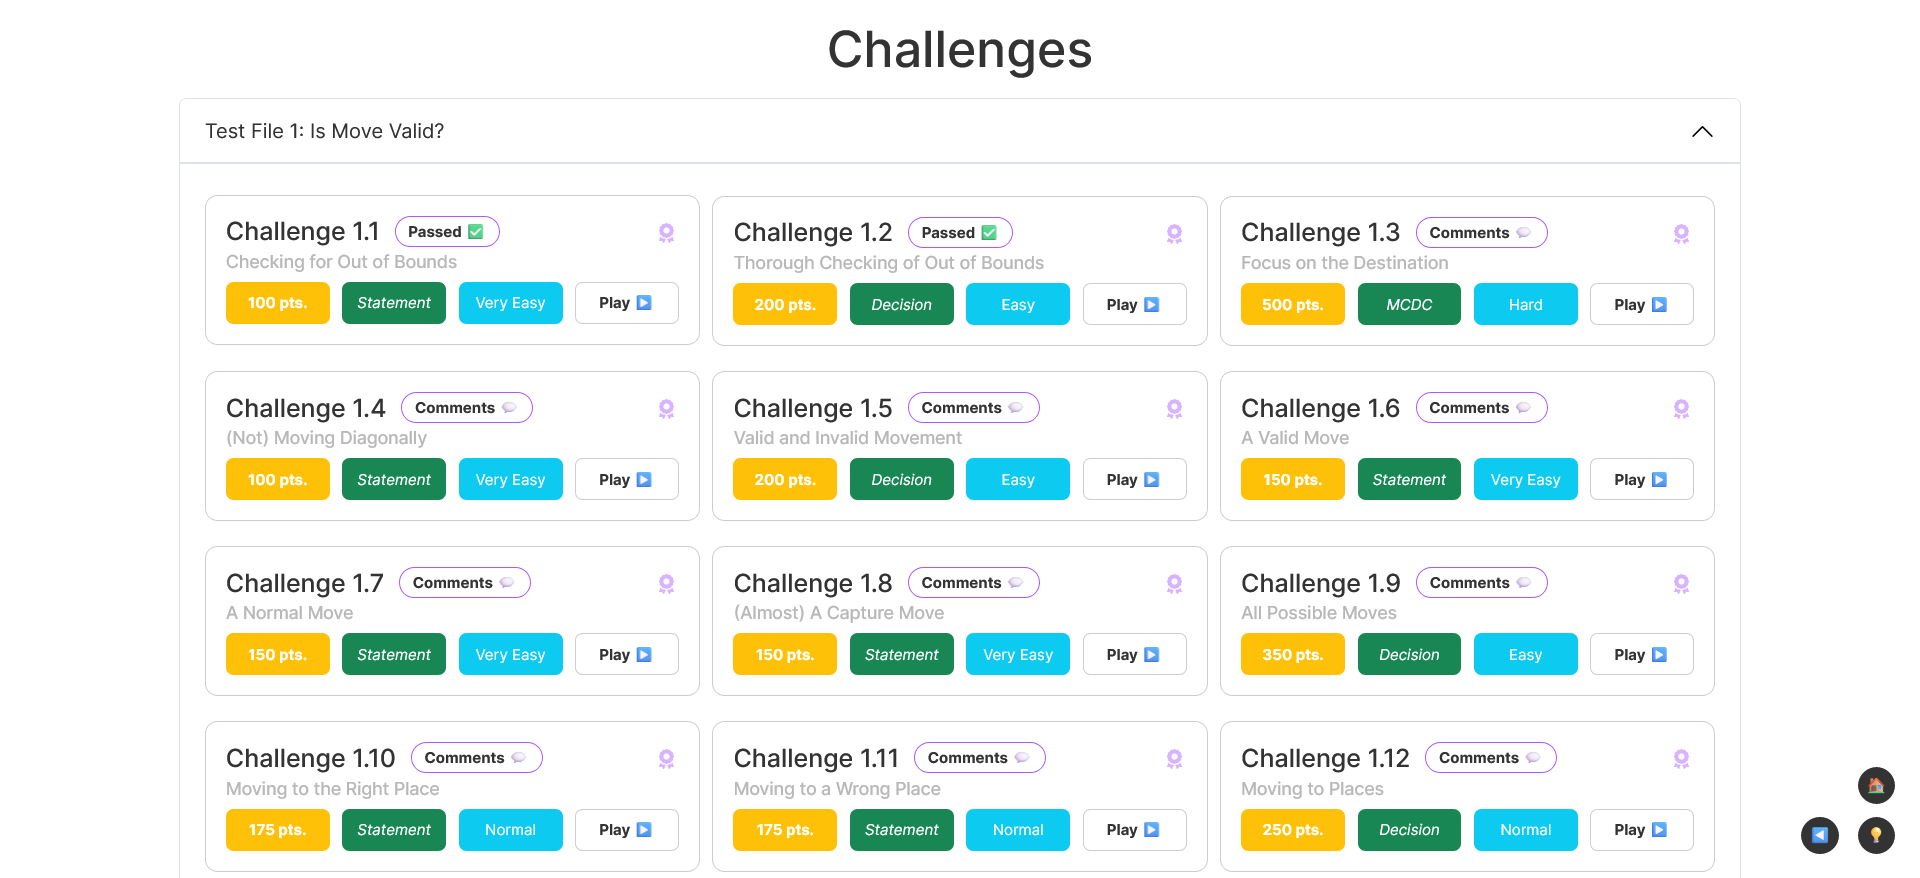 Challenges
Test File 1: Is Move Valid?
Challenge 1.1 Passed
Checking for Out of Bounds
100 pts. Statement Very Easy Play
Challenge 1.2 Passed
Thorough Checking of Out of Bounds
200 pts. Decision Easy Play
Challenge 1.3 Comments
Focus on the Destination
500 pts. MCDC Hard Play
Challenge 1.4 Comments
(Not) Moving Diagonally
100 pts. Statement Very Easy Play
Challenge 1.5 Comments
Valid and Invalid Movement
200 pts. Decision Easy Play
Challenge 1.6 Comments
A Valid Move
150 pts. Statement Very Easy Play
Challenge 1.7 Comments
A Normal Move
150 pts. Statement Very Easy Play
Challenge 1.8 Comments
(Almost) A Capture Move
150 pts. Statement Very Easy Play
Challenge 1.9 Comments
All Possible Moves
350 pts. Decision Easy Play
Challenge 1.10 Comments
Moving to the Right Place
175 pts. Statement Normal Play
Challenge 1.11 Comments
Moving to a Wrong Place
175 pts. Statement Normal Play
Challenge 1.12 Comments
Moving to Places
250 pts. Decision Normal Play